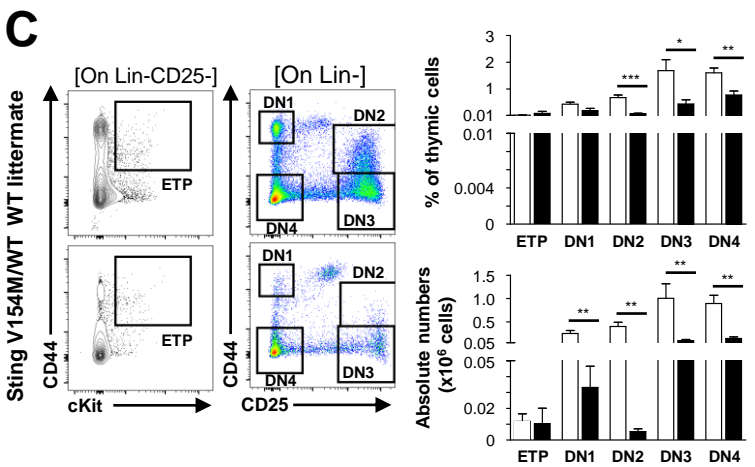 C
[On Lin-CD25-]
[On Lin-]
Sting V154M/WT WT littermate
ETP
DN1
DN2
DN4
DN3
ETP
DN1
DN2
DN4
DN3
CD44
CD44
cKit
CD25
% of thymic cells
3
2
1
0.01
0.01
0.004
0
***
*
**
ETP DN1 DN2 DN3 DN4
Absolute numbers
(x10⁶ cells)
1.5
1.0
0.5
0.05
0.05
0.02
0
**
**
**
**
ETP DN1 DN2 DN3 DN4